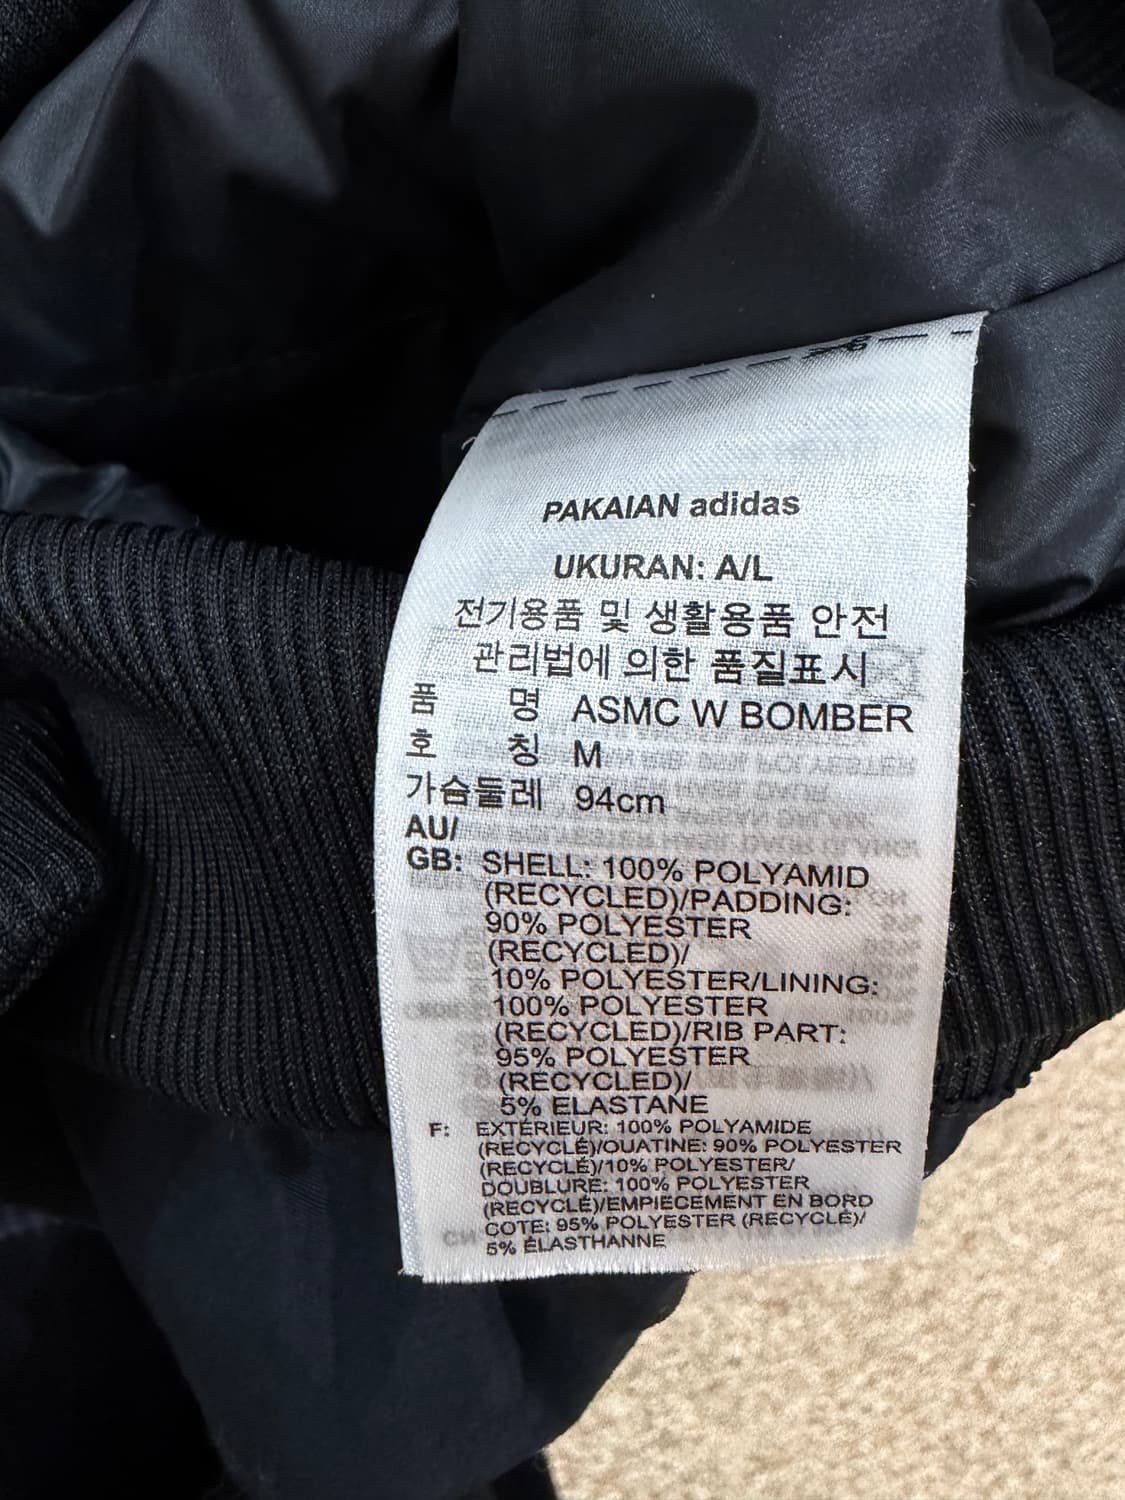 PAKAIAN adidas
UKURAN: A/L
전기용품 및 생활용품 안전
관리법에 의한 품질표시
품 명 ASMC W BOMBER
호 칭 M
가슴둘레 94cm
AU/
GB: SHELL: 100% POLYAMID
(RECYCLED)/PADDING:
90% POLYESTER
(RECYCLED)/
10% POLYESTER/LINING:
100% POLYESTER
(RECYCLED)/RIB PART:
95% POLYESTER
(RECYCLED)/
5% ELASTANE
F: EXTÉRIEUR: 100% POLYAMIDE
(RECYCLÉ)/OUATINE: 90% POLYESTER
(RECYCLÉ)/10% POLYESTER/
DOUBLURE: 100% POLYESTER
(RECYCLÉ)/EMPIECEMENT EN BORD
COTE: 95% POLYESTER (RECYCLÉ)/
5% ÉLASTHANNE